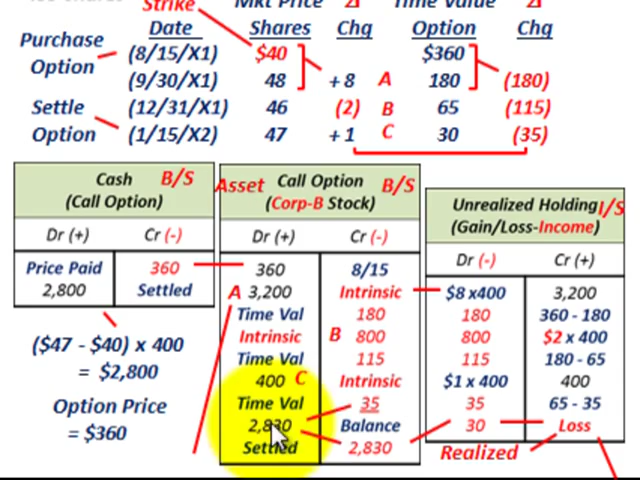 Strike Mkt Price Δ Time Value Δ
Date Shares Chg Option Chg
Purchase (8/15/X1) $40 $360
Option (9/30/X1) 48 +8 A 180 (180)
Settle (12/31/X1) 46 (2) B 65 (115)
Option (1/15/X2) 47 +1 C 30 (35)
Cash B/S
(Call Option)
Dr (+) Cr (-)
Price Paid 360
2,800 Settled
($47 - $40) x 400
= $2,800
Option Price
= $360
Asset Call Option B/S
(Corp-B Stock)
Dr (+) Cr (-)
360 8/15
A 3,200 Intrinsic
Time Val 180
Intrinsic B 800
Time Val 115
400 C Intrinsic
Time Val 35
2,830 Balance
Settled 2,830
Unrealized Holding I/S
(Gain/Loss-Income)
Dr (-) Cr (+)
$8 x400 3,200
180 360 - 180
800 $2 x 400
115 180 - 65
$1 x 400 400
35 65 - 35
30 Loss
Realized